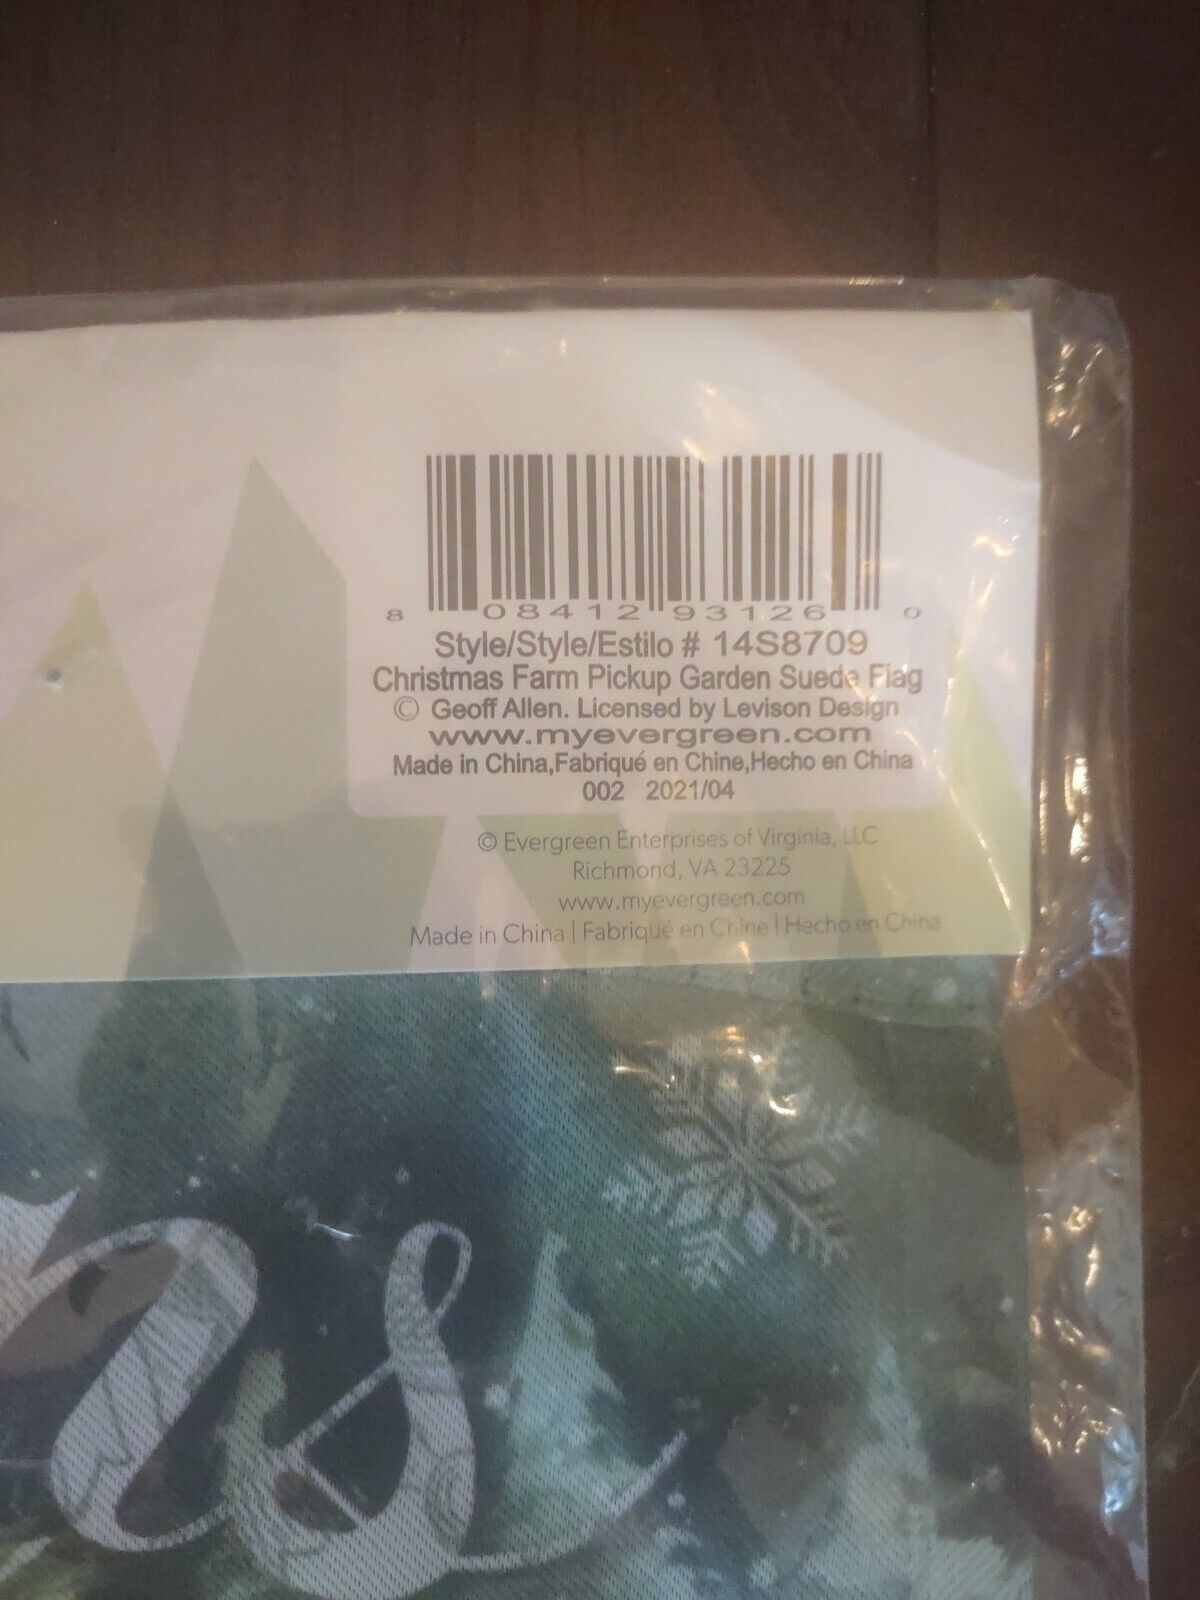 8 08412 93126 0
Style/Style/Estilo # 14S8709
Christmas Farm Pickup Garden Suede Flag
© Geoff Allen. Licensed by Levison Design
www.myevergreen.com
Made in China,Fabriqué en Chine,Hecho en China
002 2021/04
© Evergreen Enterprises of Virginia, LLC
Richmond, VA 23225
www.myevergreen.com
Made in China | Fabriqué en Chine | Hecho en China
as